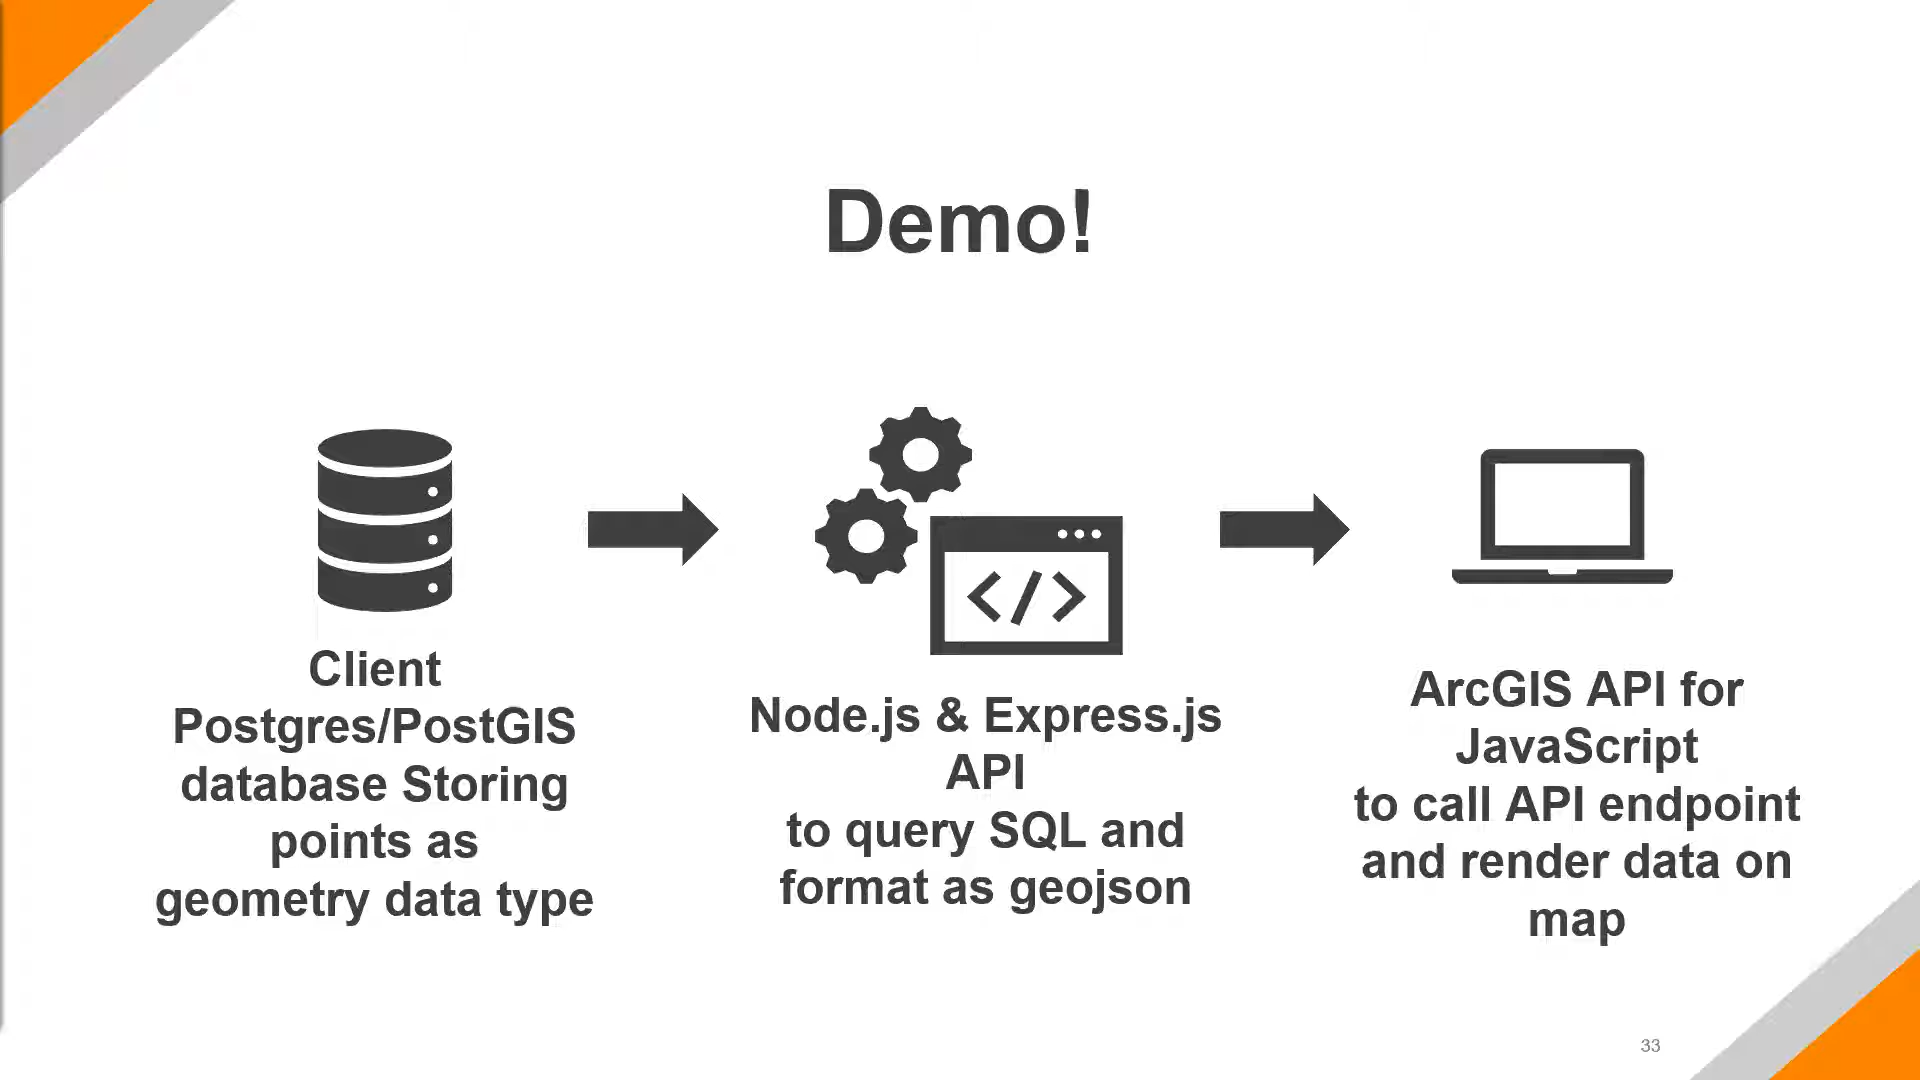 Demo!
Client
Postgres/PostGIS
database Storing
points as
geometry data type
Node.js & Express.js
API
to query SQL and
format as geojson
ArcGIS API for
JavaScript
to call API endpoint
and render data on
map
</>
33